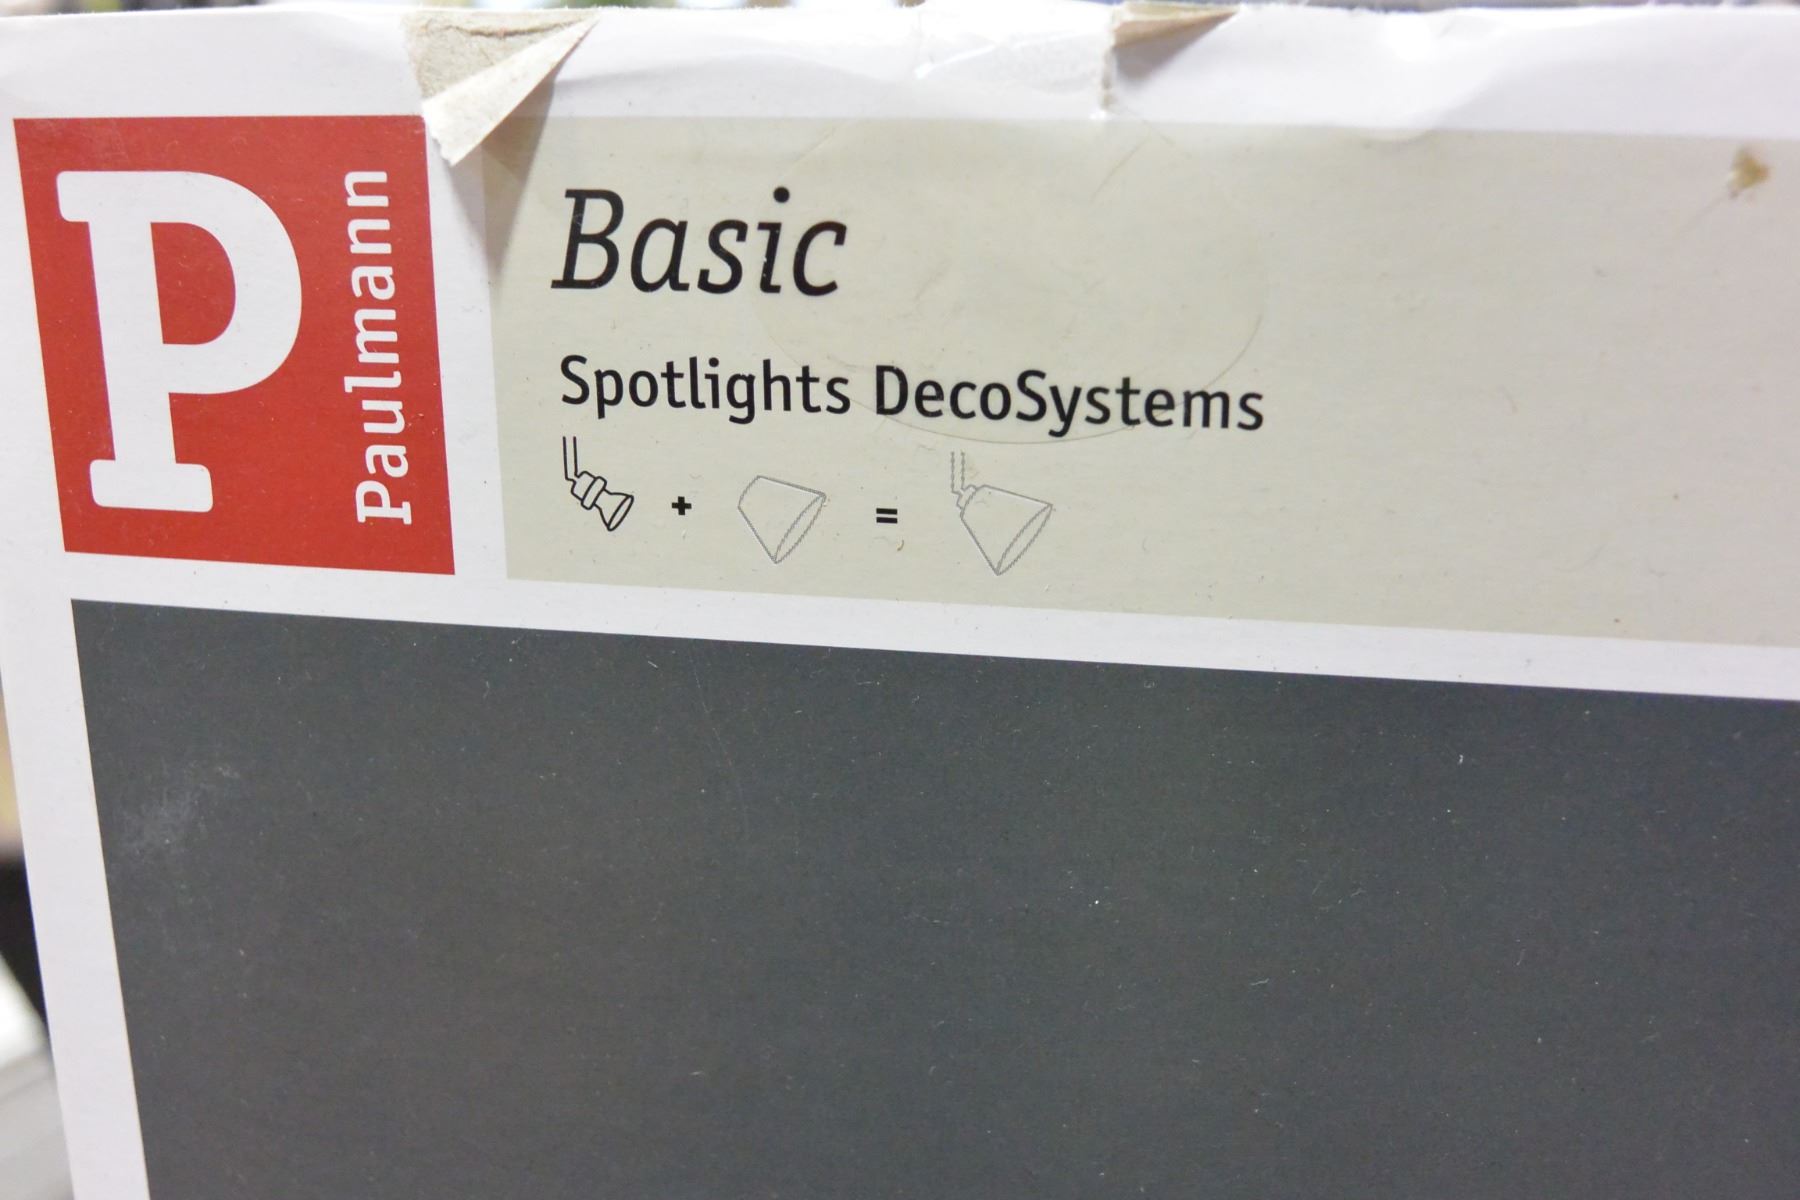 P
Paulmann
Basic
Spotlights DecoSystems
+ =